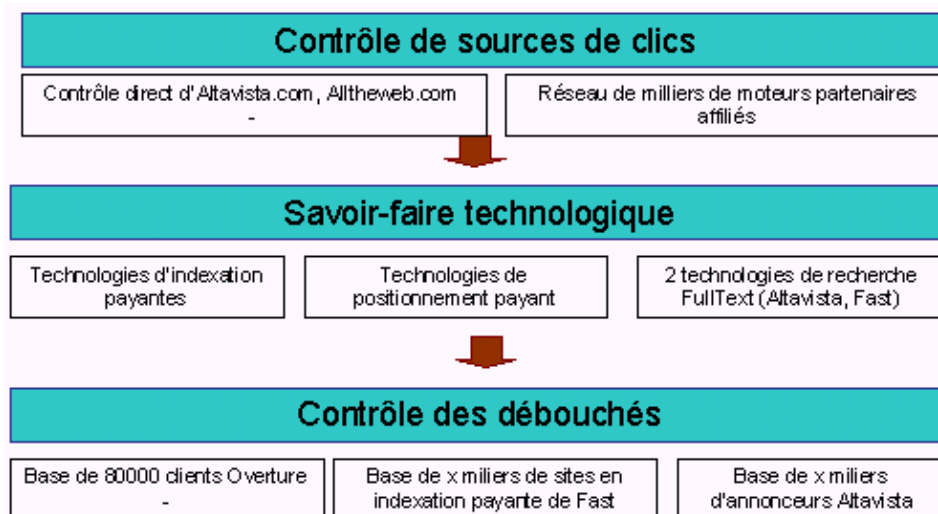 Contrôle de sources de clics
Contrôle direct d'Altavista.com, Alltheweb.com
-
Réseau de milliers de moteurs partenaires
affiliés
Savoir-faire technologique
Technologies d'indexation
payantes
Technologies de
positionnement payant
2 technologies de recherche
FullText (Altavista, Fast)
Contrôle des débouchés
Base de 80000 clients Overture
-
Base de x miliers de sites en
indexation payante de Fast
Base de x miliers
d'annonceurs Altavista